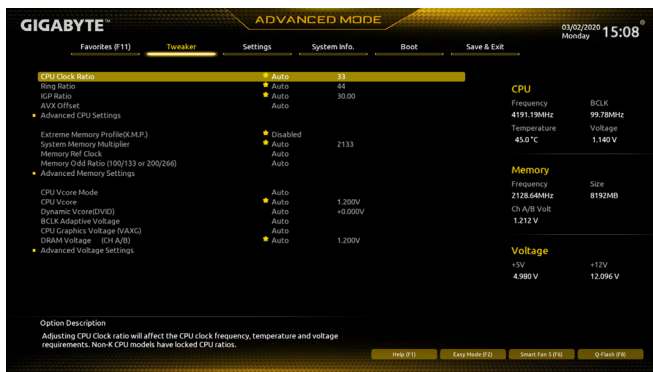 GIGABYTE™
ADVANCED MODE
03/02/2020
Monday
15:08
Favorites (F11) Tweaker Settings System Info. Boot Save & Exit
CPU Clock Ratio Auto 33
Ring Ratio Auto 44
IGP Ratio Auto 30.00
AVX Offset Auto
Advanced CPU Settings
Extreme Memory Profile(X.M.P.) Disabled
System Memory Multiplier Auto 2133
Memory Ref Clock Auto
Memory Odd Ratio (100/133 or Auto
200/266)
Advanced Memory Settings
CPU Vcore Mode Auto
CPU Vcore Auto 1.200V
Dynamic Vcore(DVID) Auto +0.000V
BCLK Adaptive Voltage Auto
CPU Graphics Voltage (VAXG) Auto
DRAM Voltage (CH A/B) Auto 1.200V
Advanced Voltage Settings
CPU
Frequency BCLK
4191.19MHz 99.78MHz
Temperature Voltage
45.0 °C 1.140 V
Memory
Frequency Size
2128.64MHz 8192MB
Ch A/B Volt
1.212 V
Voltage
+5V +12V
4.980 V 12.096 V
Option Description
Adjusting CPU Clock ratio will affect the CPU clock frequency, temperature and voltage
requirements. Non-K CPU models have locked CPU ratios.
Help (F1) Easy Mode (F2) Smart Fan 5 (F6) Q-Flash (F8)